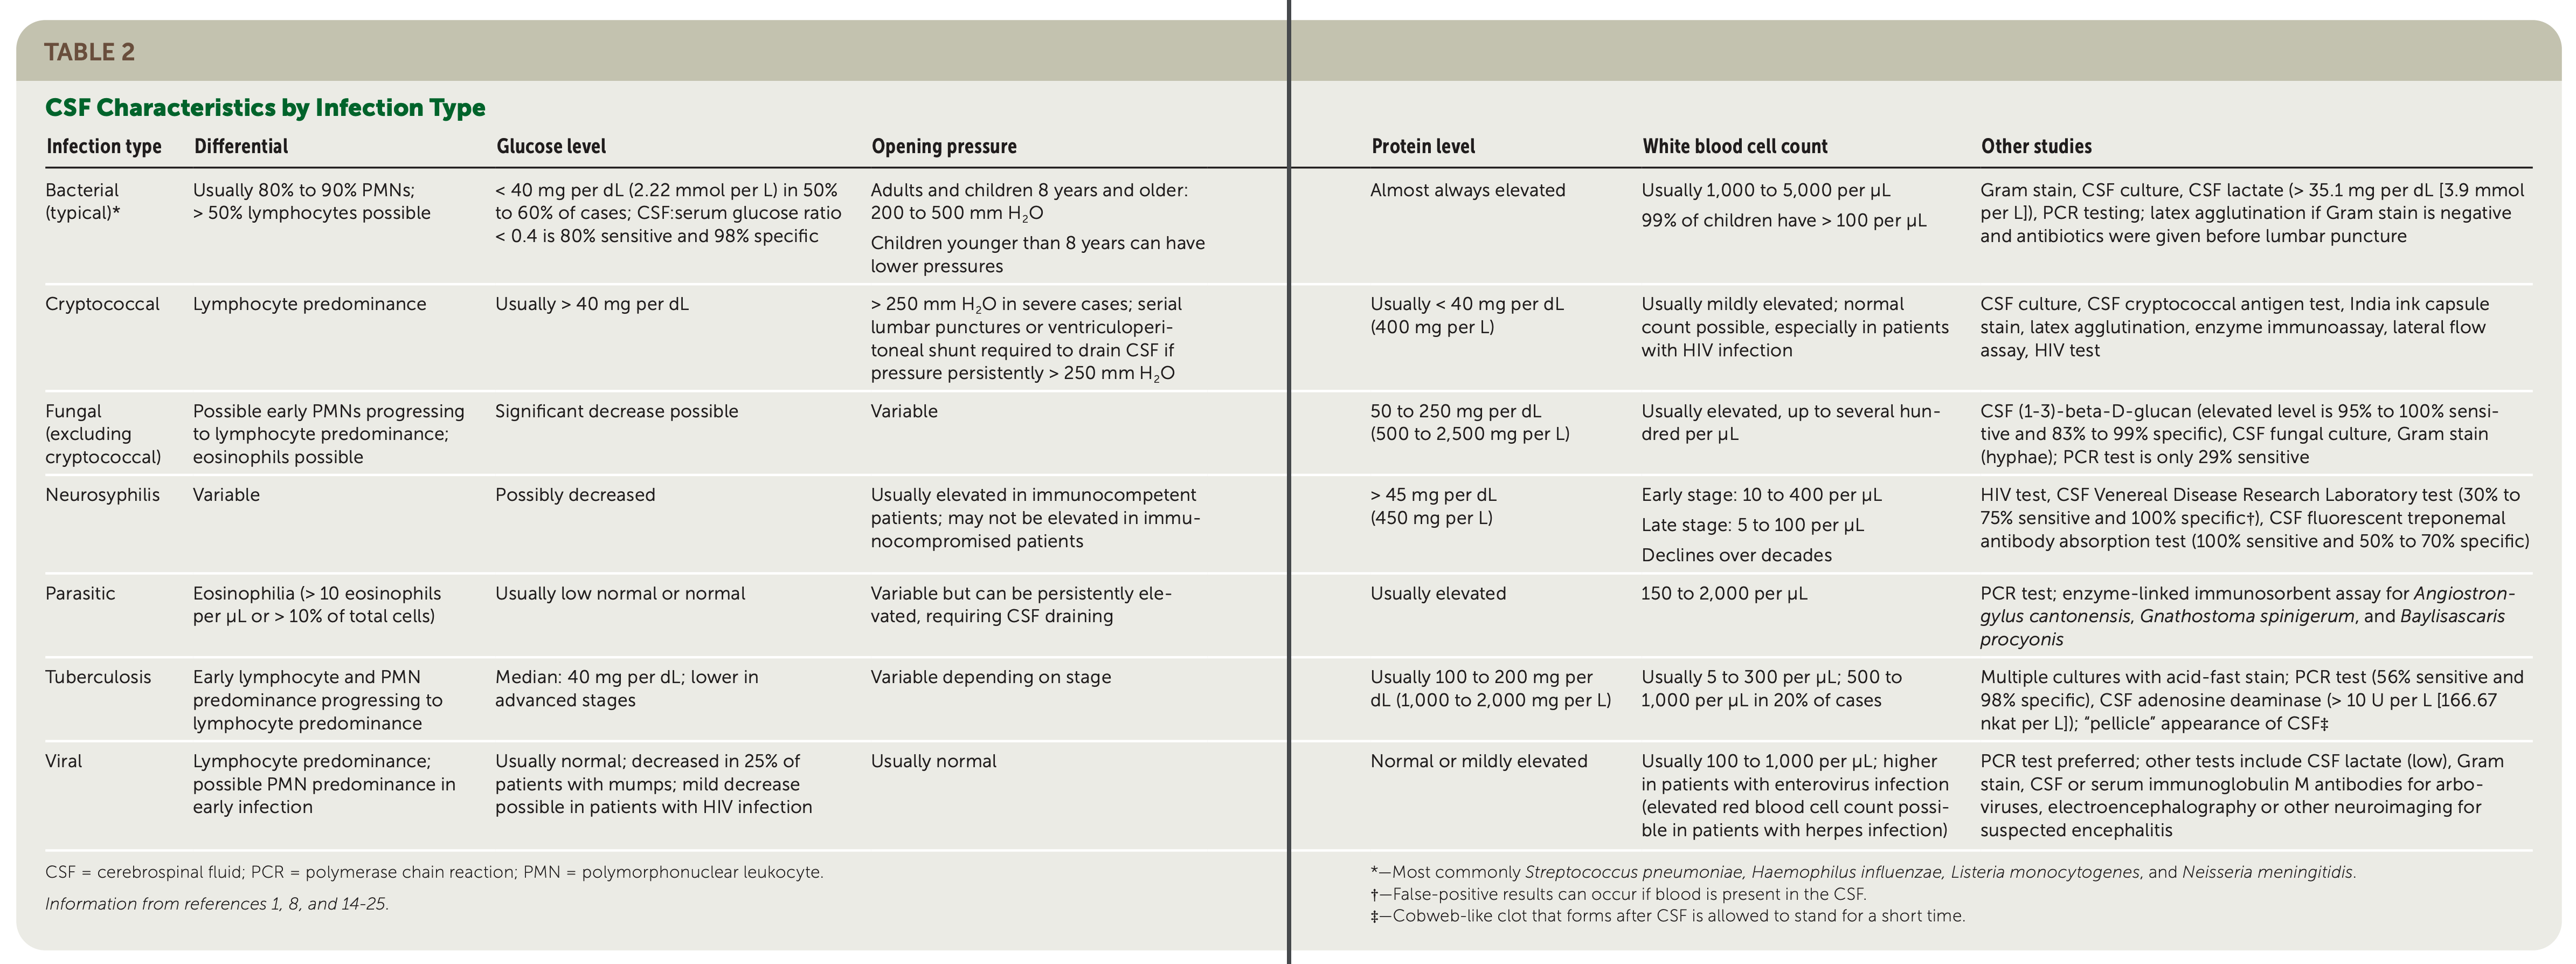 TABLE 2
CSF Characteristics by Infection Type
Infection type Differential Glucose level Opening pressure Protein level White blood cell count Other studies
Bacterial
(typical)*
Usually 80% to 90% PMNs;
> 50% lymphocytes possible
< 40 mg per dL (2.22 mmol per L) in 50%
to 60% of cases; CSF:serum glucose ratio
< 0.4 is 80% sensitive and 98% specific
Adults and children 8 years and older:
200 to 500 mm H₂O
Children younger than 8 years can have
lower pressures
Almost always elevated
Usually 1,000 to 5,000 per µL
99% of children have > 100 per µL
Gram stain, CSF culture, CSF lactate (> 35.1 mg per dL [3.9 mmol
per L]), PCR testing; latex agglutination if Gram stain is negative
and antibiotics were given before lumbar puncture
Cryptococcal
Lymphocyte predominance
Usually > 40 mg per dL
> 250 mm H₂O in severe cases; serial
lumbar punctures or ventriculoperi-
toneal shunt required to drain CSF if
pressure persistently > 250 mm H₂O
Usually < 40 mg per dL
(400 mg per L)
Usually mildly elevated; normal
count possible, especially in patients
with HIV infection
CSF culture, CSF cryptococcal antigen test, India ink capsule
stain, latex agglutination, enzyme immunoassay, lateral flow
assay, HIV test
Fungal
(excluding
cryptococcal)
Possible early PMNs progressing
to lymphocyte predominance;
eosinophils possible
Significant decrease possible
Variable
50 to 250 mg per dL
(500 to 2,500 mg per L)
Usually elevated, up to several hun-
dred per µL
CSF (1-3)-beta-D-glucan (elevated level is 95% to 100% sensi-
tive and 83% to 99% specific), CSF fungal culture, Gram stain
(hyphae); PCR test is only 29% sensitive
Neurosyphilis
Variable
Possibly decreased
Usually elevated in immunocompetent
patients; may not be elevated in immu-
nocompromised patients
> 45 mg per dL
(450 mg per L)
Early stage: 10 to 400 per µL
Late stage: 5 to 100 per µL
Declines over decades
HIV test, CSF Venereal Disease Research Laboratory test (30% to
75% sensitive and 100% specific†), CSF fluorescent treponemal
antibody absorption test (100% sensitive and 50% to 70% specific)
Parasitic
Eosinophilia (> 10 eosinophils
per µL or > 10% of total cells)
Usually low normal or normal
Variable but can be persistently ele-
vated, requiring CSF draining
Usually elevated
150 to 2,000 per µL
PCR test; enzyme-linked immunosorbent assay for Angiostron-
gylus cantonensis, Gnathostoma spinigerum, and Baylisascaris
procyonis
Tuberculosis
Early lymphocyte and PMN
predominance progressing to
lymphocyte predominance
Median: 40 mg per dL; lower in
advanced stages
Variable depending on stage
Usually 100 to 200 mg per
dL (1,000 to 2,000 mg per L)
Usually 5 to 300 per µL; 500 to
1,000 per µL in 20% of cases
Multiple cultures with acid-fast stain; PCR test (56% sensitive and
98% specific), CSF adenosine deaminase (> 10 U per L [166.67
nkat per L]); "pellicle" appearance of CSF‡
Viral
Lymphocyte predominance;
possible PMN predominance in
early infection
Usually normal; decreased in 25% of
patients with mumps; mild decrease
possible in patients with HIV infection
Usually normal
Normal or mildly elevated
Usually 100 to 1,000 per µL; higher
in patients with enterovirus infection
(elevated red blood cell count possi-
ble in patients with herpes infection)
PCR test preferred; other tests include CSF lactate (low), Gram
stain, CSF or serum immunoglobulin M antibodies for arbo-
viruses, electroencephalography or other neuroimaging for
suspected encephalitis
CSF = cerebrospinal fluid; PCR = polymerase chain reaction; PMN = polymorphonuclear leukocyte.
Information from references 1, 8, and 14-25.
*—Most commonly Streptococcus pneumoniae, Haemophilus influenzae, Listeria monocytogenes, and Neisseria meningitidis.
†—False-positive results can occur if blood is present in the CSF.
‡—Cobweb-like clot that forms after CSF is allowed to stand for a short time.